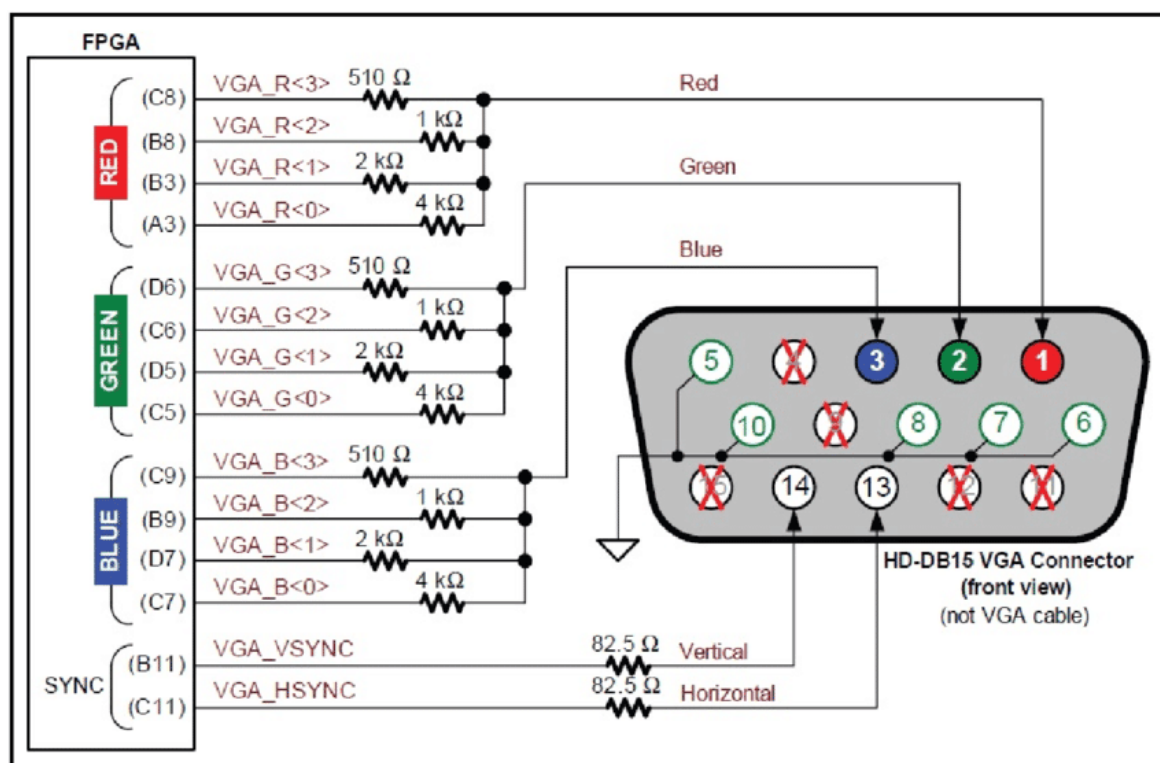 FPGA
RED
(C8) VGA_R<3> 510 Ω Red
(B8) VGA_R<2> 1 kΩ
(B3) VGA_R<1> 2 kΩ
(A3) VGA_R<0> 4 kΩ
GREEN
(D6) VGA_G<3> 510 Ω Green
(C6) VGA_G<2> 1 kΩ
(D5) VGA_G<1> 2 kΩ
(C5) VGA_G<0> 4 kΩ
BLUE
(C9) VGA_B<3> 510 Ω Blue
(B9) VGA_B<2> 1 kΩ
(D7) VGA_B<1> 2 kΩ
(C7) VGA_B<0> 4 kΩ
SYNC
(B11) VGA_VSYNC 82.5 Ω Vertical
(C11) VGA_HSYNC 82.5 Ω Horizontal
5 3 2 1
10 8 7 6
14 13
HD-DB15 VGA Connector
(front view)
(not VGA cable)